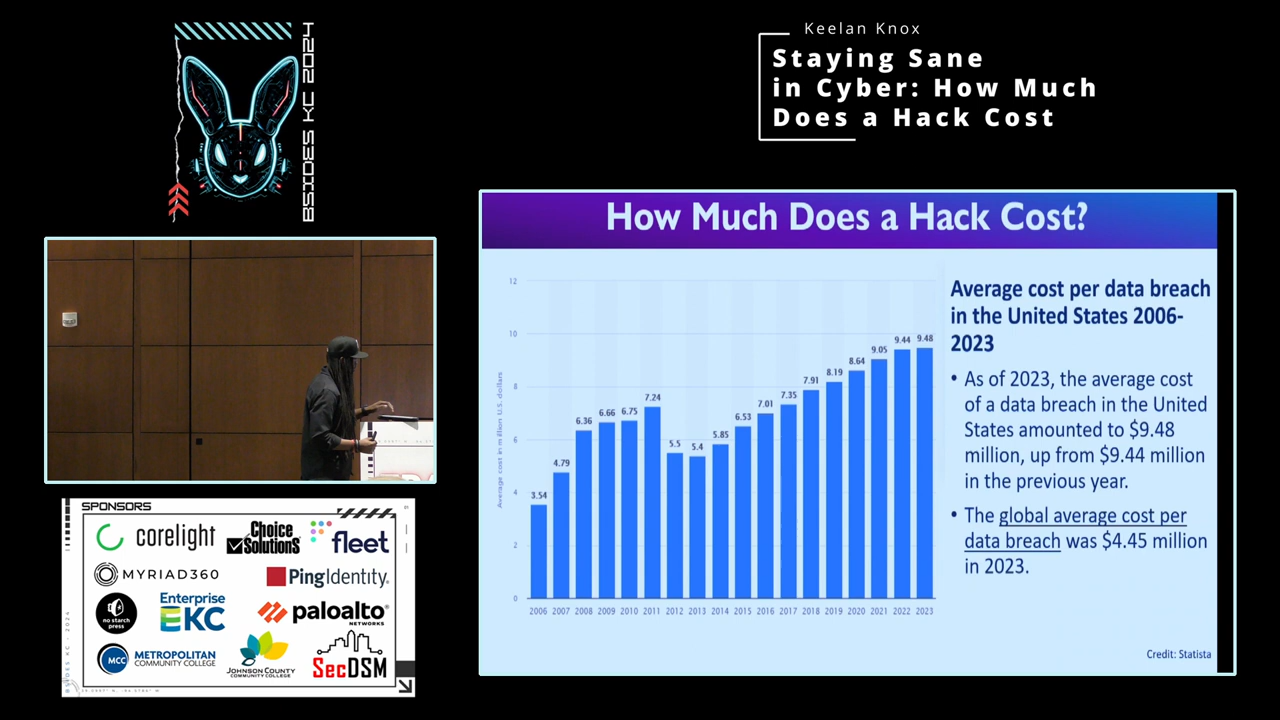 BSIDES KC 2024
Keelan Knox
Staying Sane
in Cyber: How Much
Does a Hack Cost
How Much Does a Hack Cost?
12
10
8
6
4
2
0
Average cost in million U.S. dollars
3.54
4.79
6.36
6.66
6.75
7.24
5.5
5.4
5.85
6.53
7.01
7.35
7.91
8.19
8.64
9.05
9.44
9.48
2006 2007 2008 2009 2010 2011 2012 2013 2014 2015 2016 2017 2018 2019 2020 2021 2022 2023
Average cost per data breach
in the United States 2006-
2023
• As of 2023, the average cost
of a data breach in the United
States amounted to $9.48
million, up from $9.44 million
in the previous year.
• The global average cost per
data breach was $4.45 million
in 2023.
Credit: Statista
SPONSORS
corelight
Choice
Solutions
fleet
MYRIAD360
PingIdentity
no starch
press
Enterprise
KC
paloalto
NETWORKS
MCC
METROPOLITAN
COMMUNITY COLLEGE
JOHNSON COUNTY
COMMUNITY COLLEGE
SecDSM
BSIDES KC - 2024